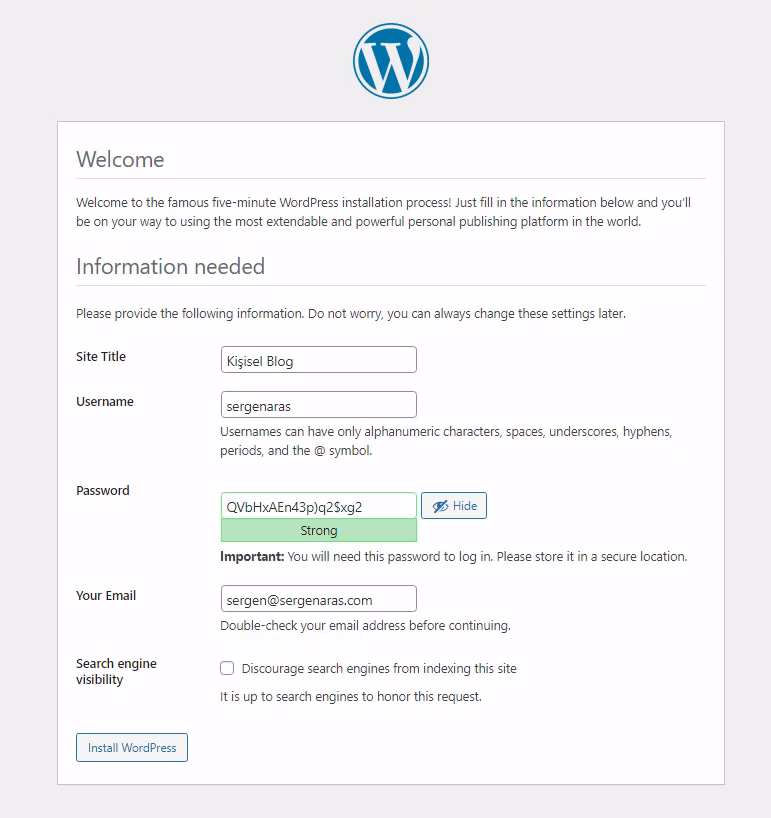 Welcome
Welcome to the famous five-minute WordPress installation process! Just fill in the information below and you'll
be on your way to using the most extendable and powerful personal publishing platform in the world.
Information needed
Please provide the following information. Do not worry, you can always change these settings later.
Site Title
Kişisel Blog
Username
sergenaras
Usernames can have only alphanumeric characters, spaces, underscores, hyphens,
periods, and the @ symbol.
Password
QVbHxAEn43p)q2$xg2
Hide
Strong
Important: You will need this password to log in. Please store it in a secure location.
Your Email
sergen@sergenaras.com
Double-check your email address before continuing.
Search engine
visibility
Discourage search engines from indexing this site
It is up to search engines to honor this request.
Install WordPress